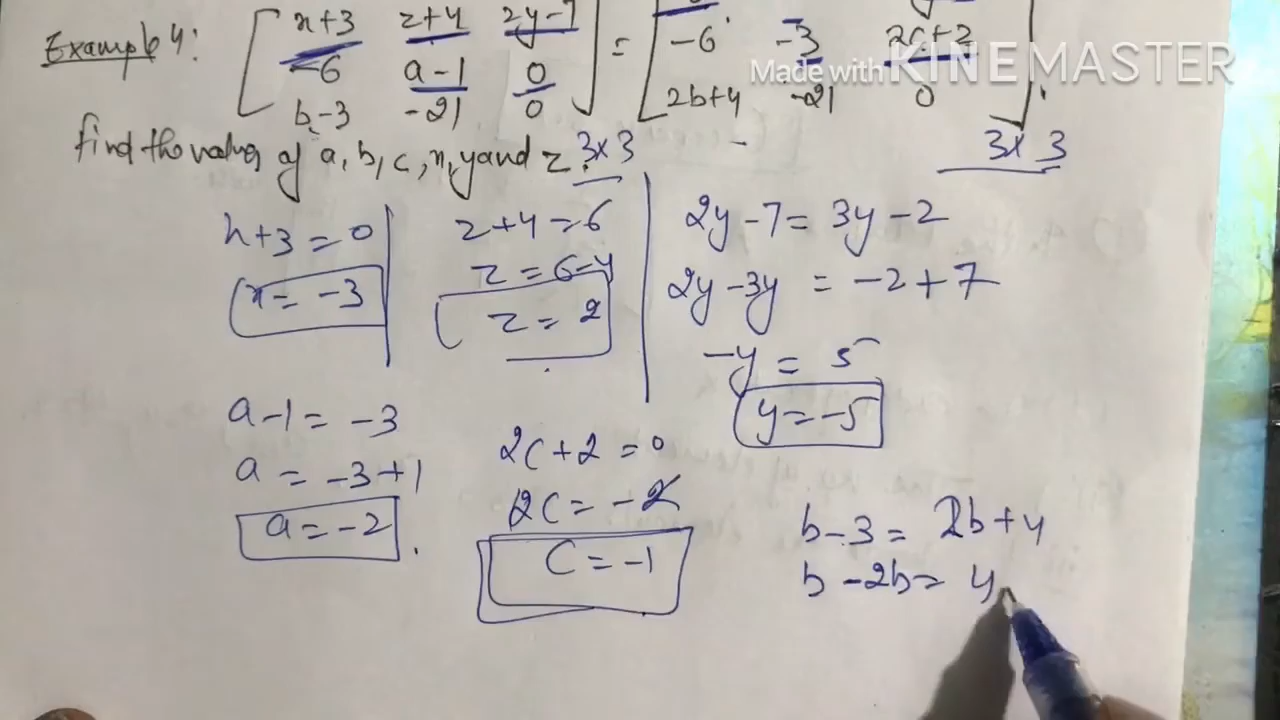 Example 4: [ x+3 z+4 2y-7 ] = [
-6 a-1 0 -6 -3 2c+2
b-3 -21 0 2b+4 -21 0 ].
Made with KINEMASTER
find the values of a, b, c, x, y and z. 3x3 3x3
x+3 = 0
x = -3
z+4 = 6
z = 6-4
z = 2
2y-7 = 3y-2
2y-3y = -2+7
-y = 5
y = -5
a-1 = -3
a = -3+1
a = -2.
2c+2 = 0
2c = -2
c = -1
b-3 = 2b+4
b-2b = 4